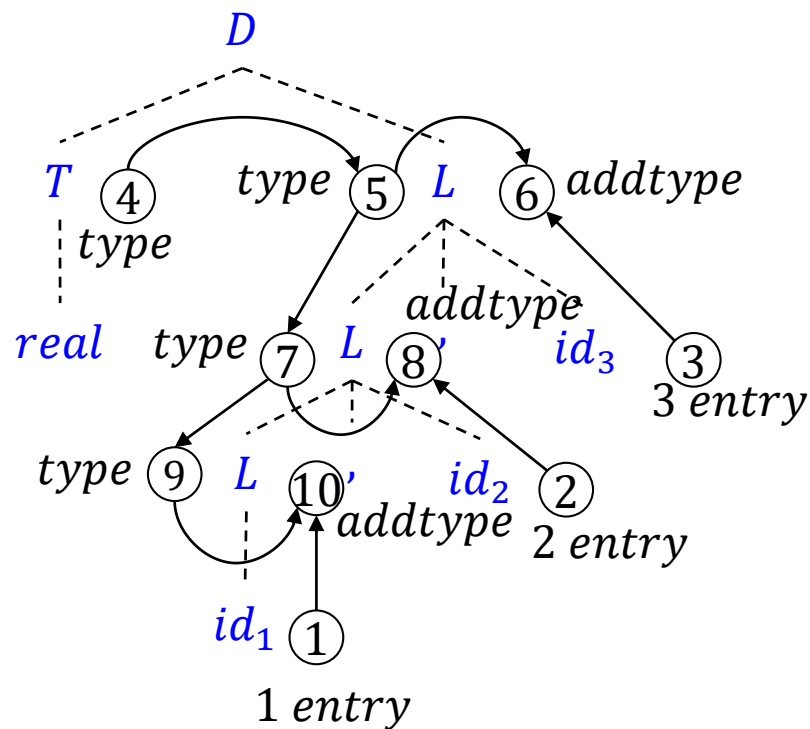 D
T 4 type 5 L 6 addtype
type
addtype
real type 7 L 8 , id₃ 3
3 entry
type 9 L 10 , id₂ 2
addtype 2 entry
id₁ 1
1 entry